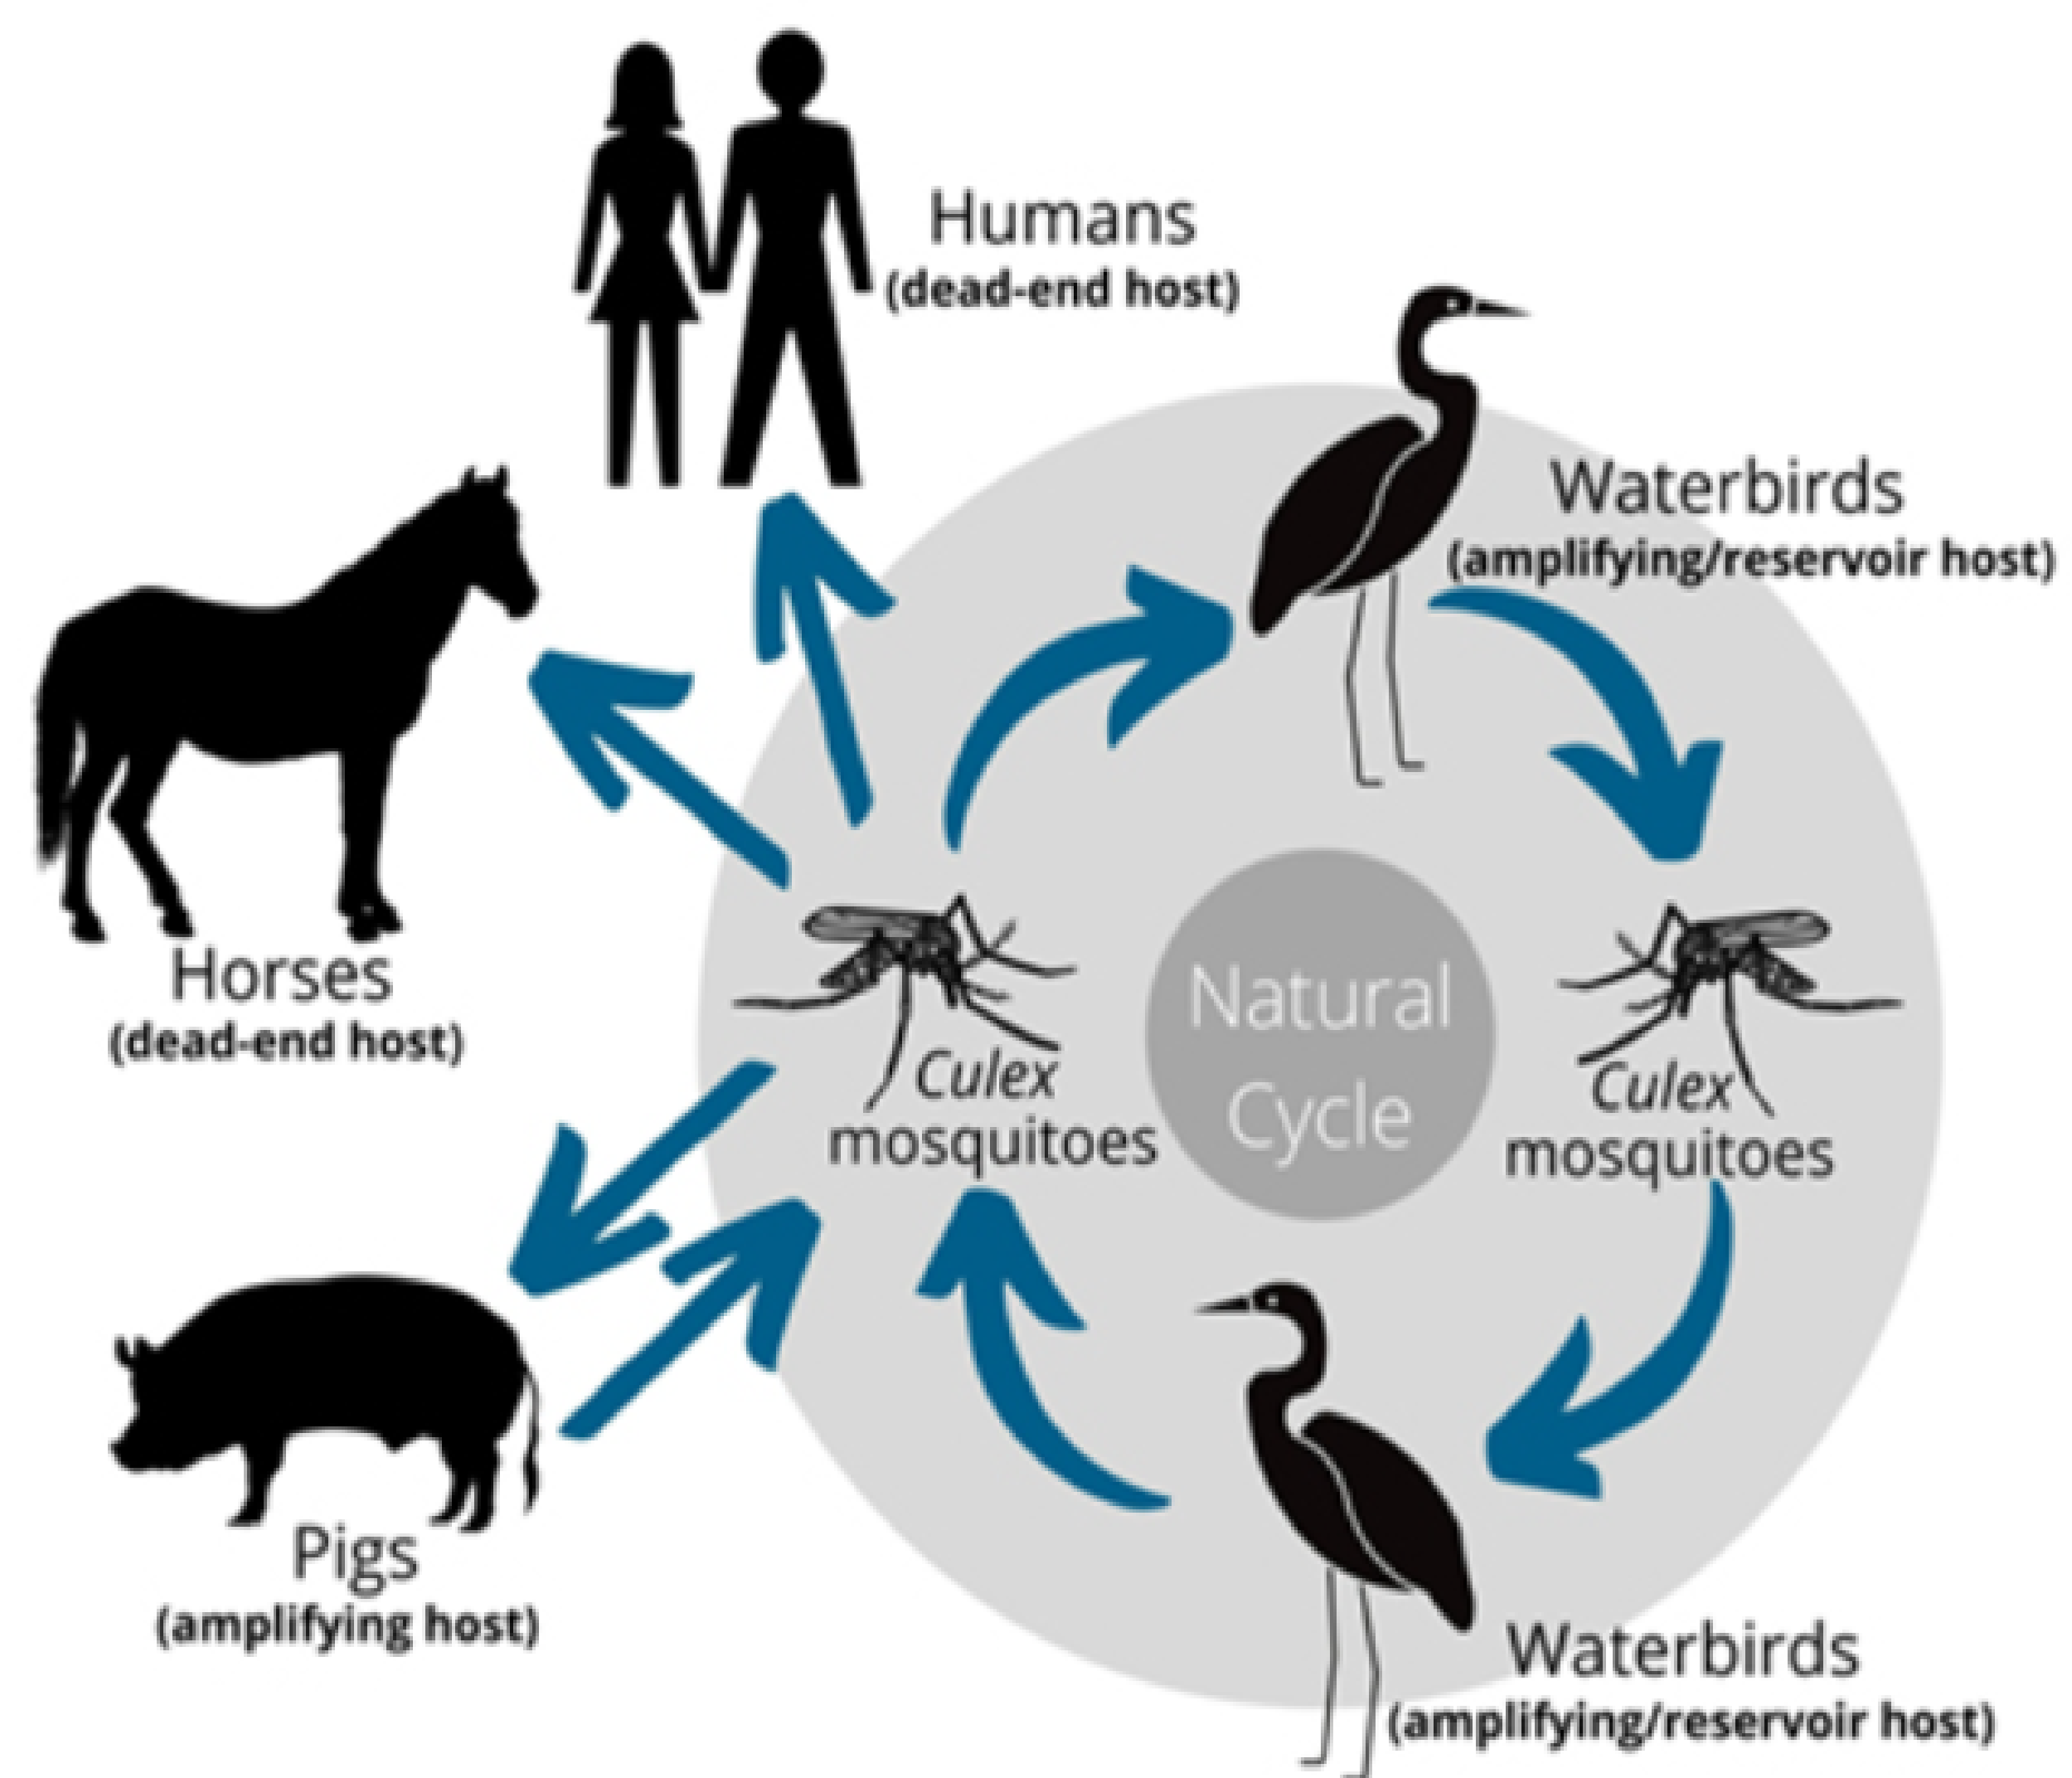 Humans
(dead-end host)
Waterbirds
(amplifying/reservoir host)
Horses
(dead-end host)
Culex
mosquitoes
Natural
Cycle
Culex
mosquitoes
Pigs
(amplifying host)
Waterbirds
(amplifying/reservoir host)